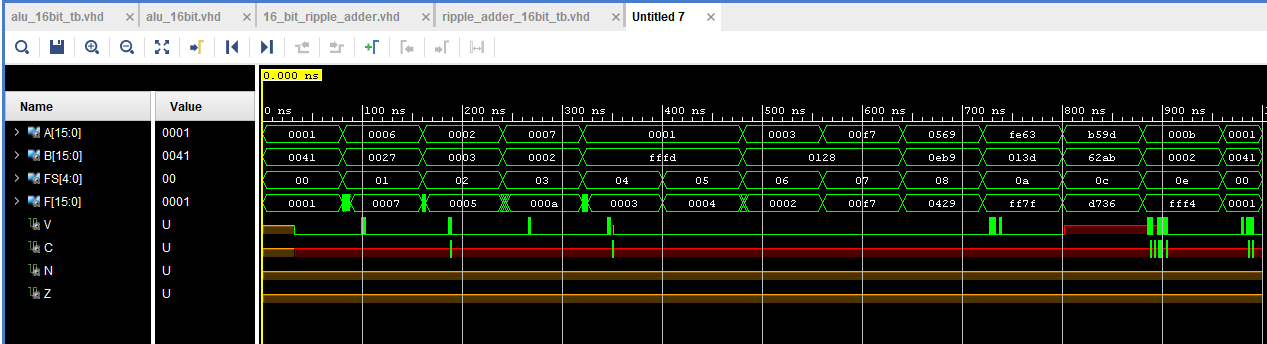 alu_16bit_tb.vhd alu_16bit.vhd 16_bit_ripple_adder.vhd ripple_adder_16bit_tb.vhd Untitled 7
0.000 ns
Name Value 0 ns 100 ns 200 ns 300 ns 400 ns 500 ns 600 ns 700 ns 800 ns 900 ns
A[15:0] 0001 0001 0006 0002 0007 0001 0003 00f7 0569 fe63 b59d 000b 0001
B[15:0] 0041 0041 0027 0003 0002 fffd 0128 0eb9 013d 62ab 0002 0041
FS[4:0] 00 00 01 02 03 04 05 06 07 08 0a 0c 0e 00
F[15:0] 0001 0001 0007 0005 000a 0003 0004 0002 00f7 0429 ff7f d736 fff4 0001
V U
C U
N U
Z U